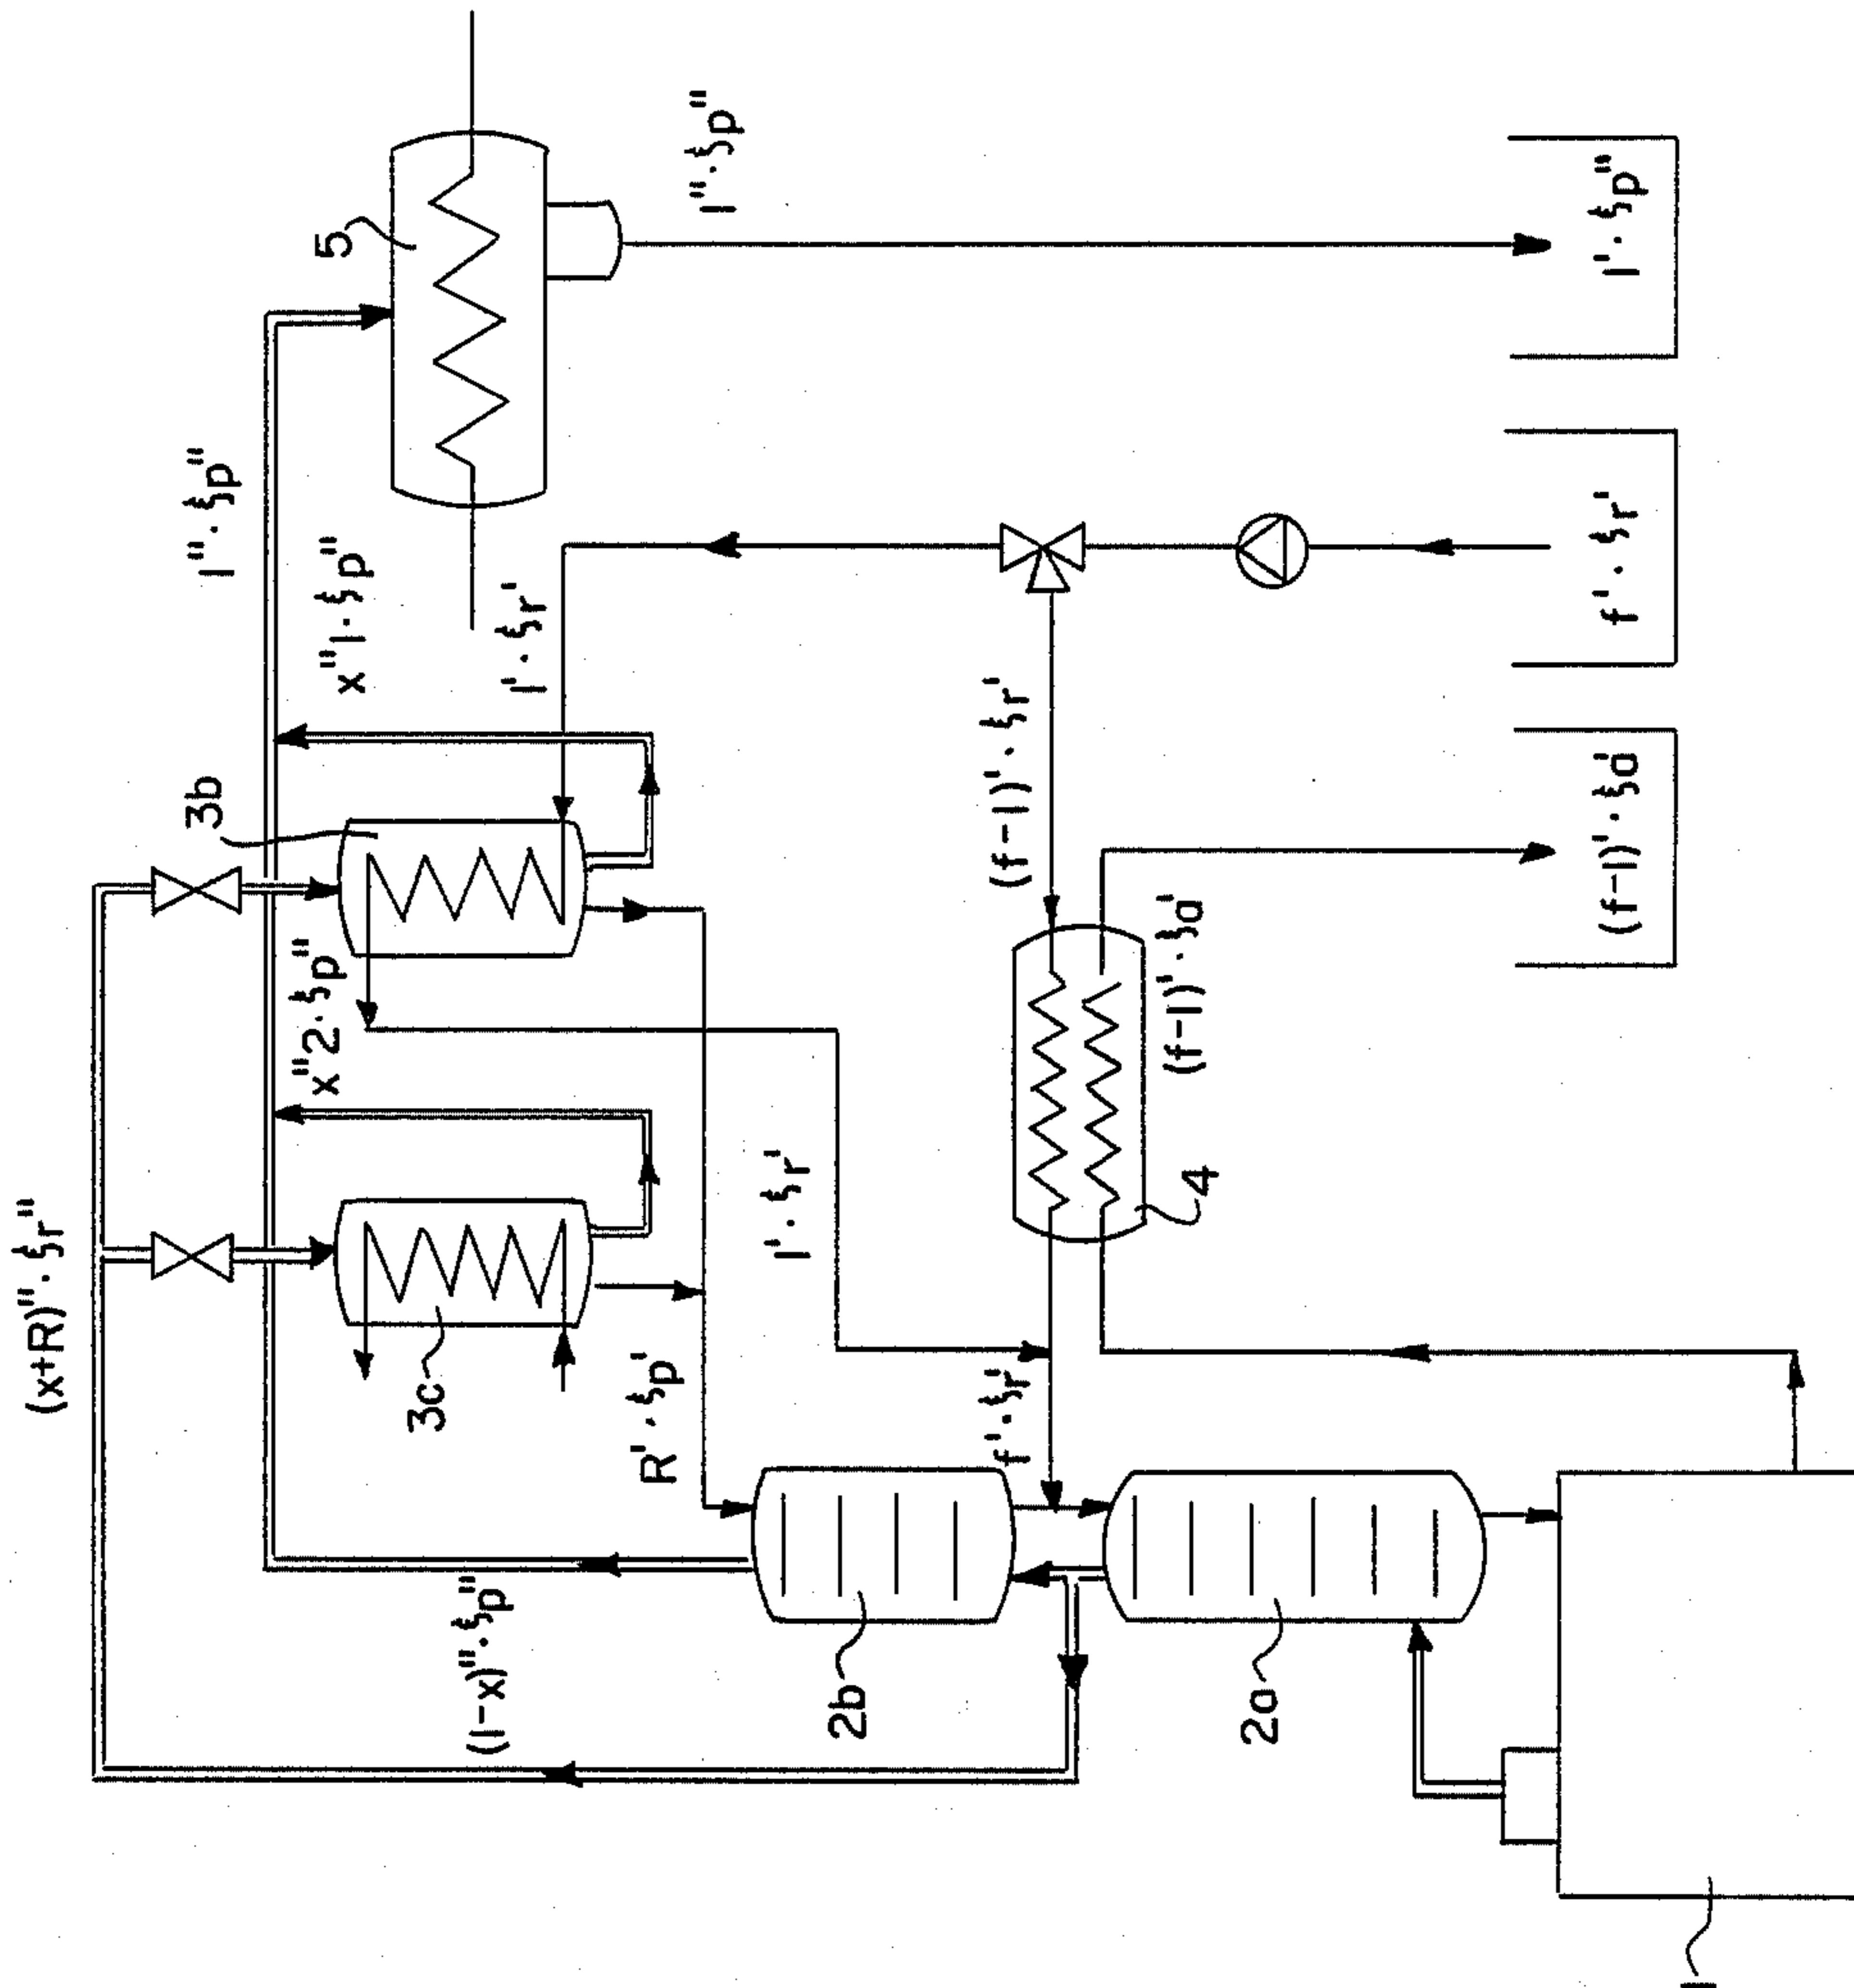 (x+R)"·ξr"
1"·ξp"
3b
5
x"1·ξp"
x"2·ξp"
1'·ξr'
1"·ξp"
3c
R'·ξp'
1'·ξr'
(1-x)"·ξp"
f'·ξr'
(f-1)'·ξr'
2b
4
(f-1)'·ξa'
2a
1
(f-1)'·ξa'
f'·ξr'
1'·ξp"